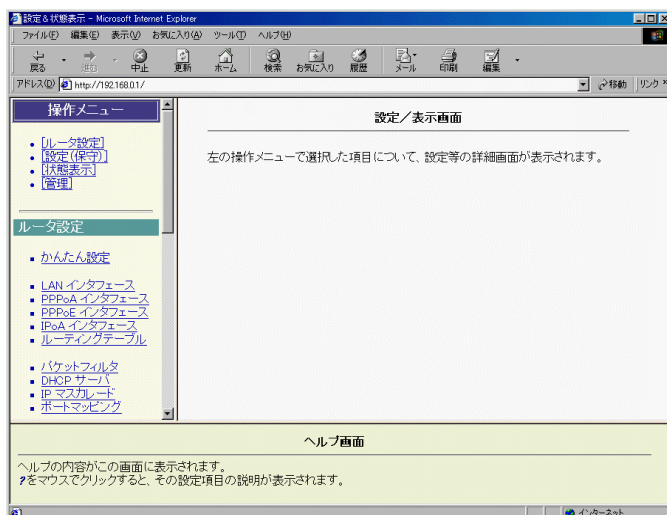 設定&状態表示 - Microsoft Internet Explorer
ファイル(F) 編集(E) 表示(V) お気に入り(A) ツール(T) ヘルプ(H)
戻る 進む 中止 更新 ホーム 検索 お気に入り 履歴 メール 印刷 編集
アドレス(D) http://192.168.0.1/ 移動 リンク »
操作メニュー
[ルータ設定]
[設定(保守)]
[状態表示]
[管理]
ルータ設定
かんたん設定
LAN インタフェース
PPPoA インタフェース
PPPoE インタフェース
IPoA インタフェース
ルーティングテーブル
パケットフィルタ
DHCP サーバ
IP マスカレード
ポートマッピング
設定/表示画面
左の操作メニューで選択した項目について、設定等の詳細画面が表示されます。
ヘルプ画面
ヘルプの内容がこの画面に表示されます。
?をマウスでクリックすると、その設定項目の説明が表示されます。
インターネット